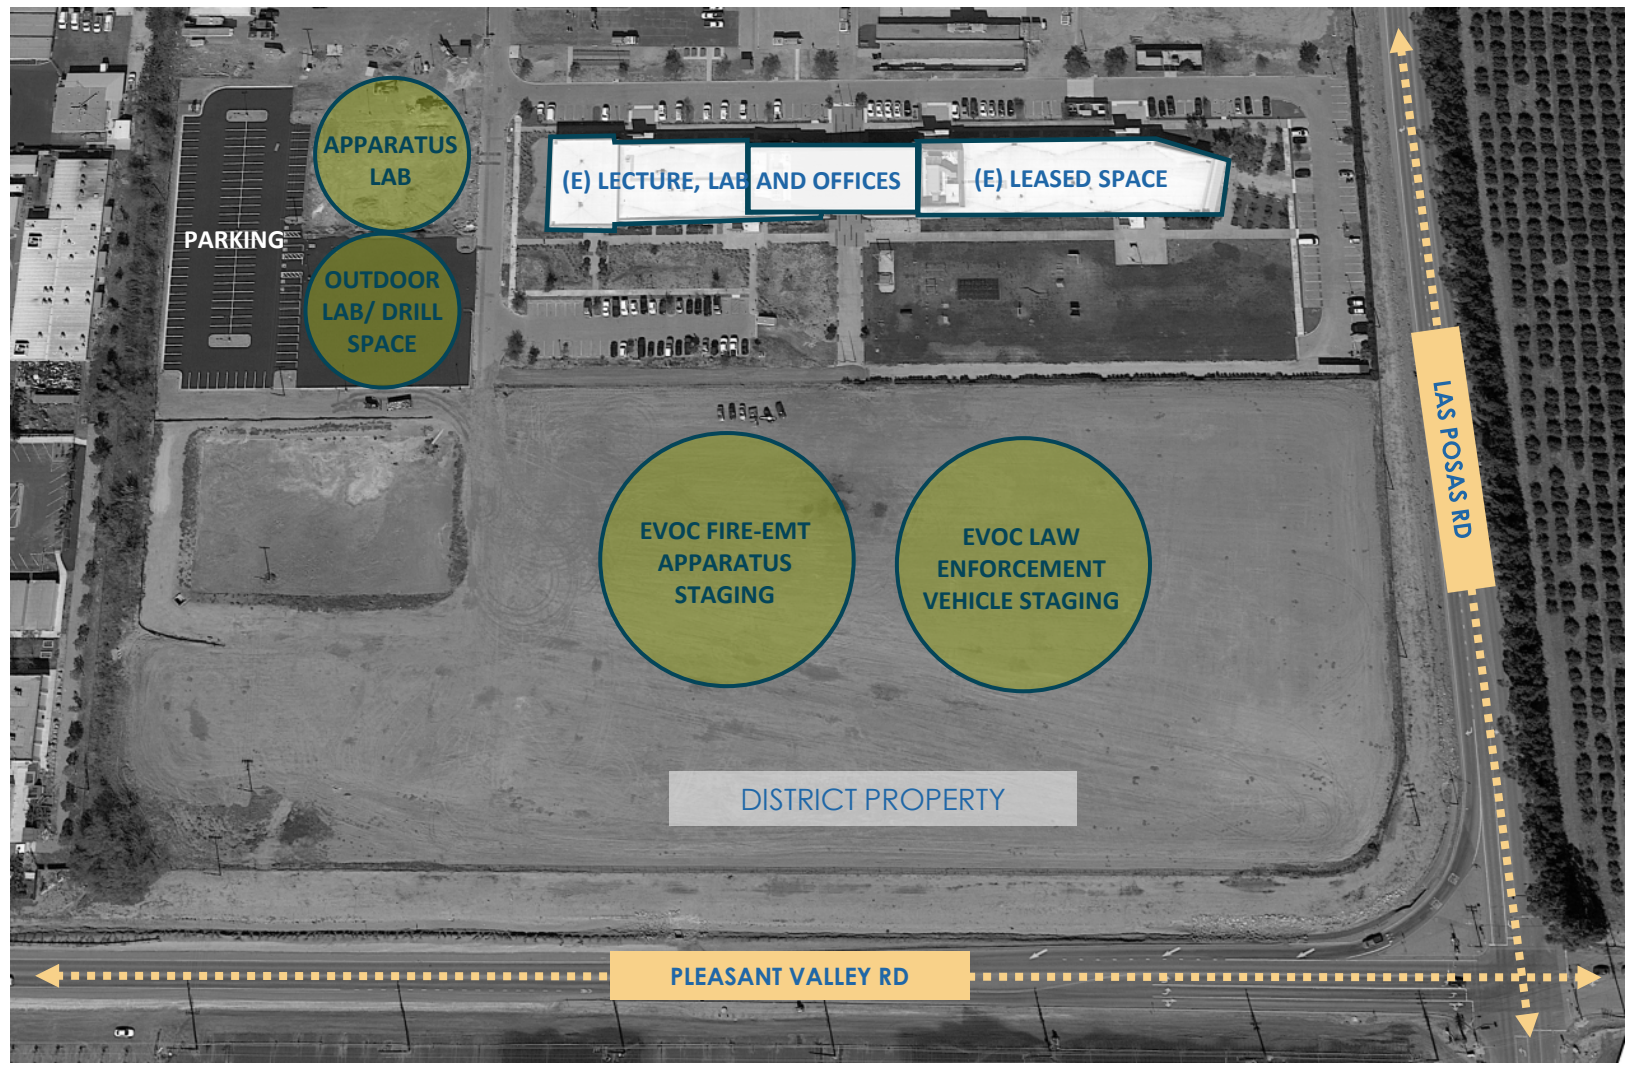 APPARATUS
LAB
(E) LECTURE, LAB AND OFFICES
(E) LEASED SPACE
PARKING
OUTDOOR
LAB/ DRILL
SPACE
LAS POSAS RD
EVOC FIRE-EMT
APPARATUS
STAGING
EVOC LAW
ENFORCEMENT
VEHICLE STAGING
DISTRICT PROPERTY
PLEASANT VALLEY RD